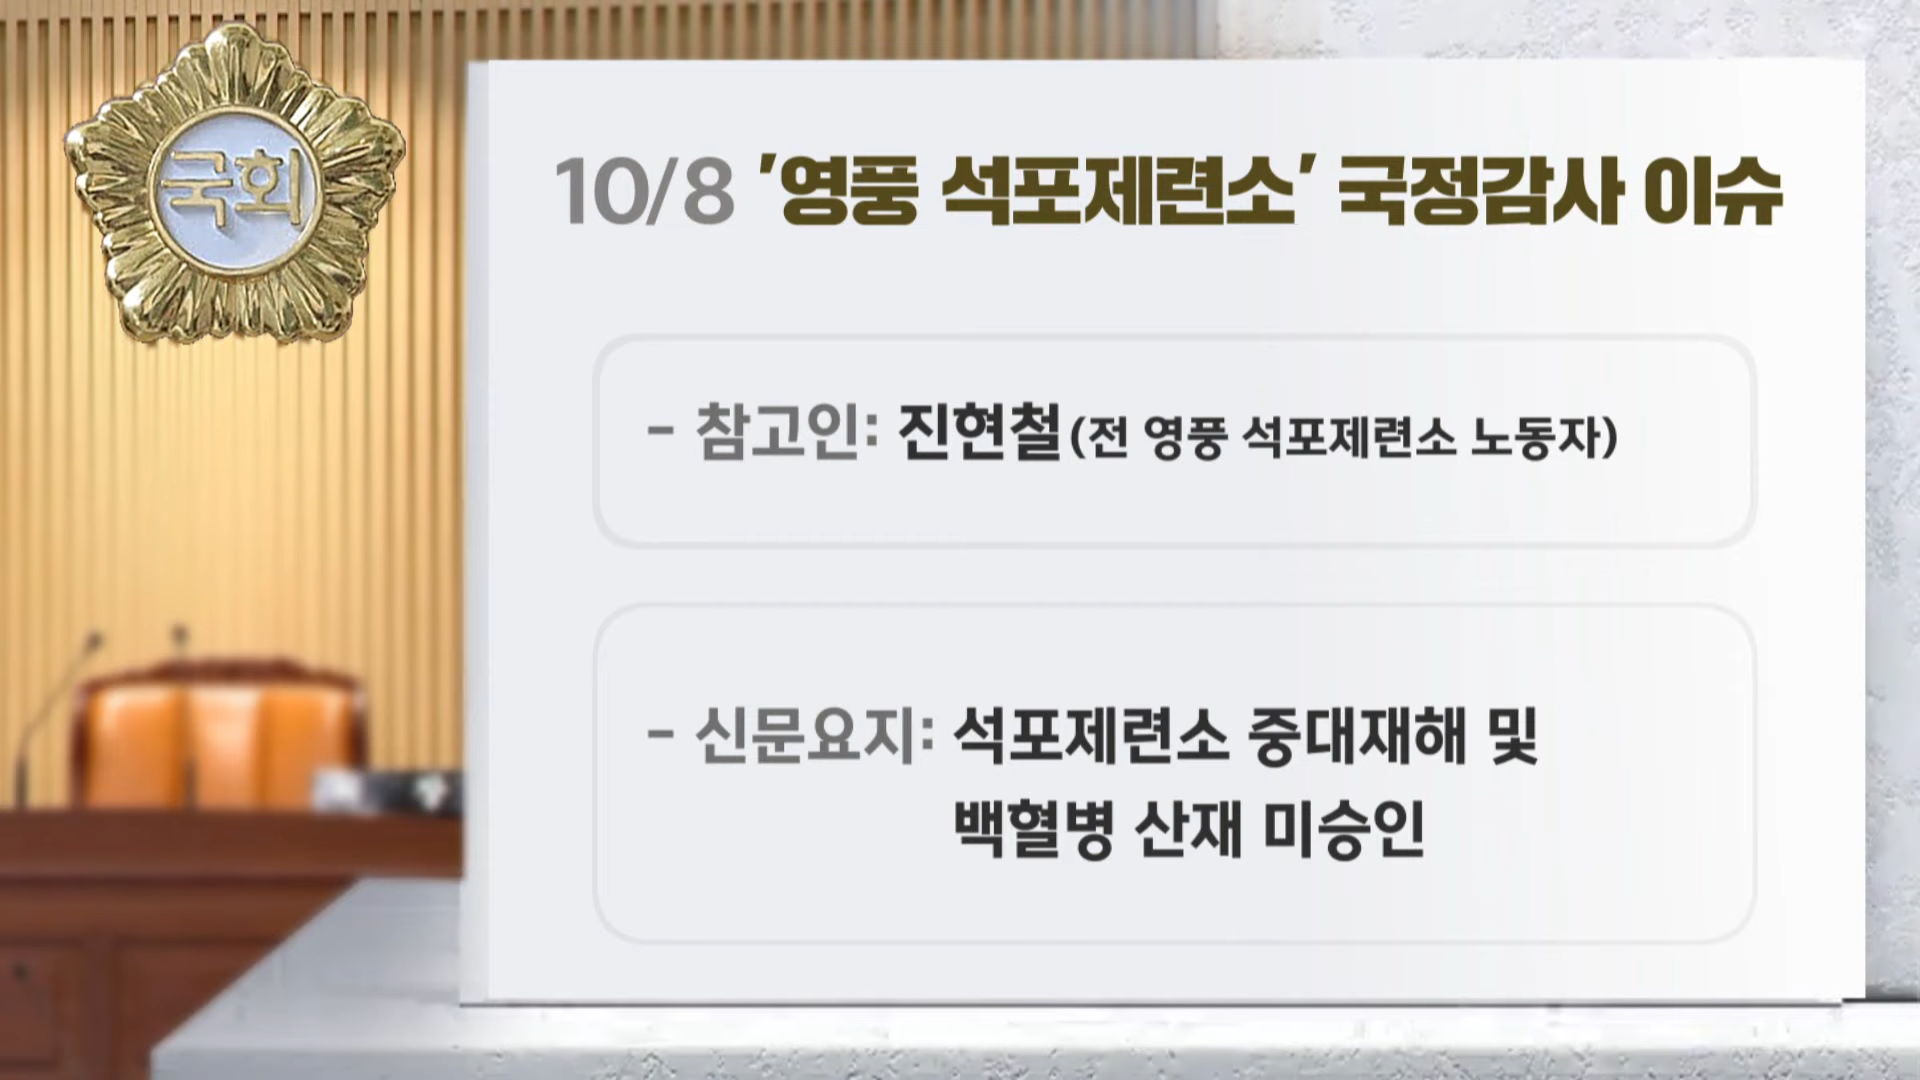 국회
10/8 '영풍 석포제련소' 국정감사 이슈
- 참고인: 진현철(전 영풍 석포제련소 노동자)
- 신문요지: 석포제련소 중대재해 및
백혈병 산재 미승인